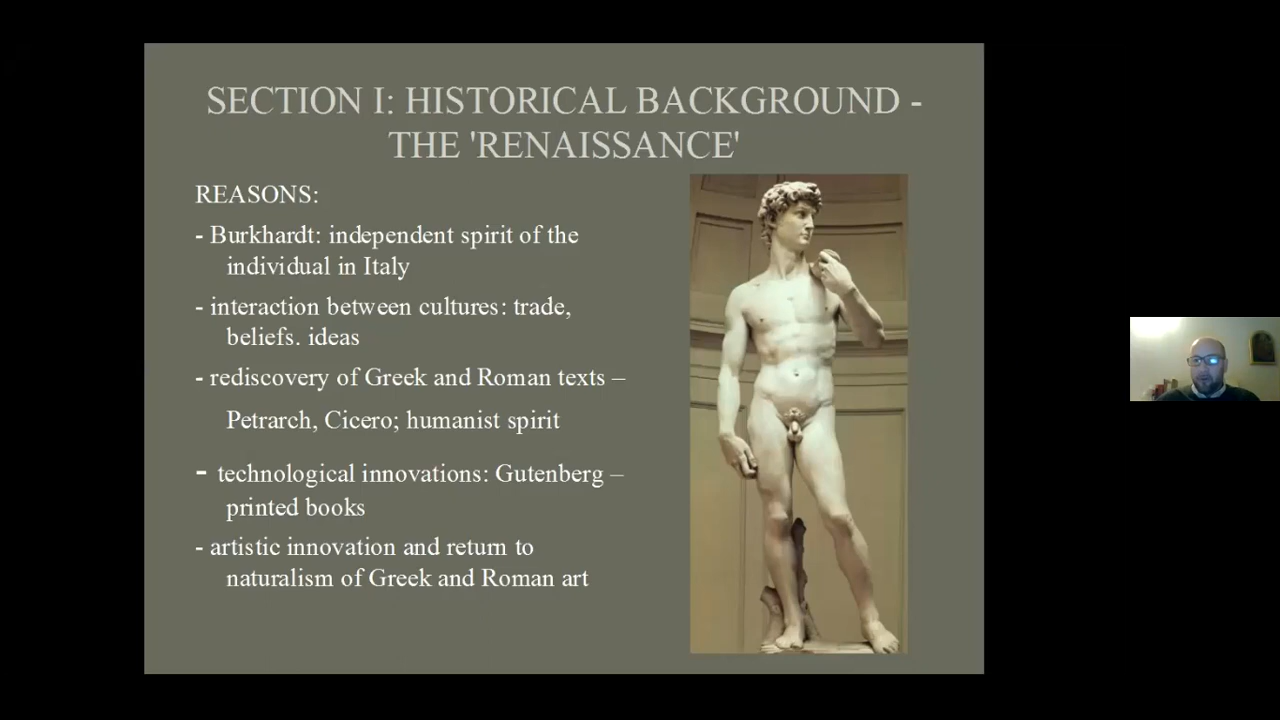 SECTION I: HISTORICAL BACKGROUND -
THE 'RENAISSANCE'
REASONS:
- Burkhardt: independent spirit of the
individual in Italy
- interaction between cultures: trade,
beliefs. ideas
- rediscovery of Greek and Roman texts –
Petrarch, Cicero; humanist spirit
- technological innovations: Gutenberg –
printed books
- artistic innovation and return to
naturalism of Greek and Roman art